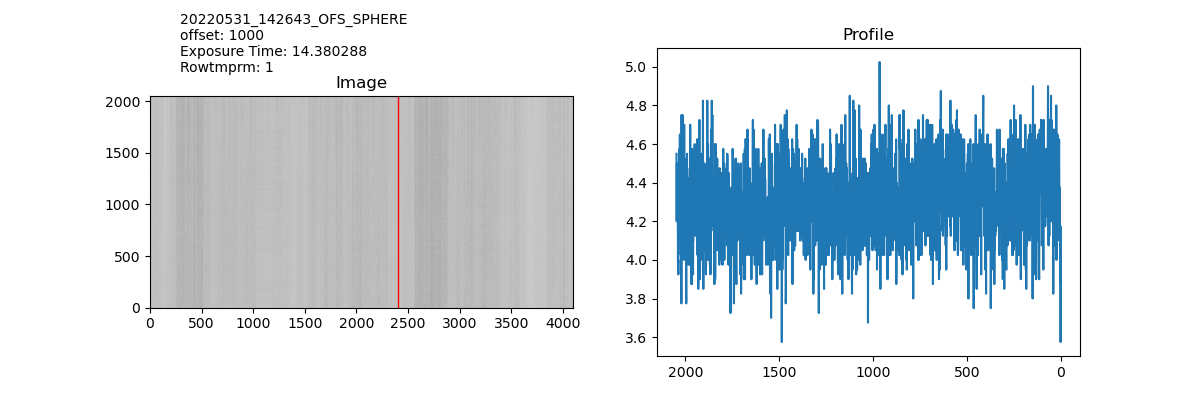 20220531_142643_OFS_SPHERE
offset: 1000
Exposure Time: 14.380288
Rowtmprm: 1
Image
2000
1500
1000
500
0
0 500 1000 1500 2000 2500 3000 3500 4000
Profile
5.0
4.8
4.6
4.4
4.2
4.0
3.8
3.6
2000 1500 1000 500 0